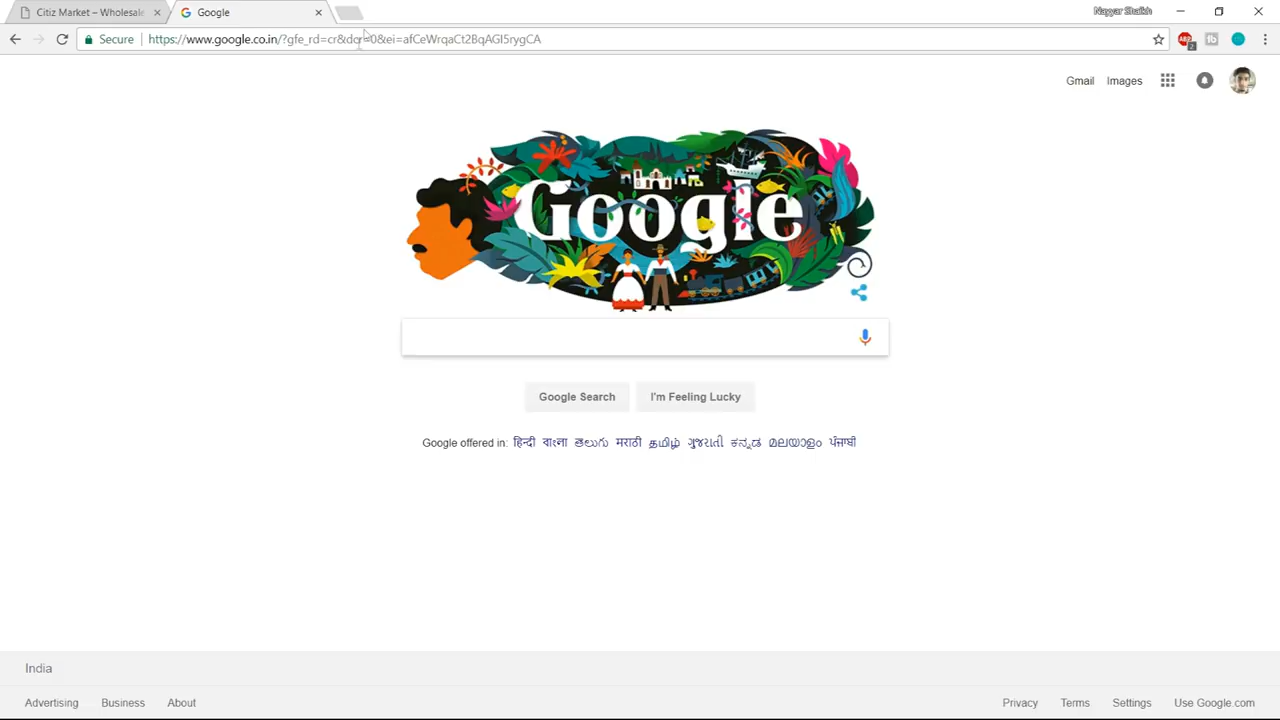 Citiz Market – Wholesale
Google
Nayyar Shaikh
Secure
https://www.google.co.in/?gfe_rd=cr&dcr=0&ei=afCeWrqaCt2BqAGI5rygCA
2
Gmail Images
Google
Google Search I'm Feeling Lucky
Google offered in: हिन्दी বাংলা తెలుగు मराठी தமிழ் ગુજરાતી ಕನ್ನಡ മലയാളം ਪੰਜਾਬੀ
India
Advertising Business About Privacy Terms Settings Use Google.com